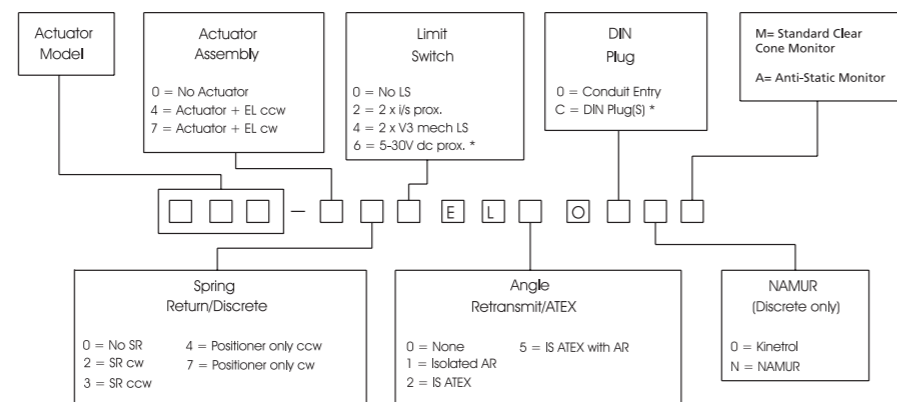 Actuator
Model
Actuator
Assembly
0 = No Actuator
4 = Actuator + EL ccw
7 = Actuator + EL cw
Limit
Switch
0 = No LS
2 = 2 x i/s prox.
4 = 2 x V3 mech LS
6 = 5-30V dc prox. *
DIN
Plug
0 = Conduit Entry
C = DIN Plug(S) *
M= Standard Clear
Cone Monitor
A= Anti-Static Monitor
– E L O
Spring
Return/Discrete
0 = No SR
2 = SR cw
3 = SR ccw
4 = Positioner only ccw
7 = Positioner only cw
Angle
Retransmit/ATEX
0 = None
1 = Isolated AR
2 = IS ATEX
5 = IS ATEX with AR
NAMUR
(Discrete only)
0 = Kinetrol
N = NAMUR